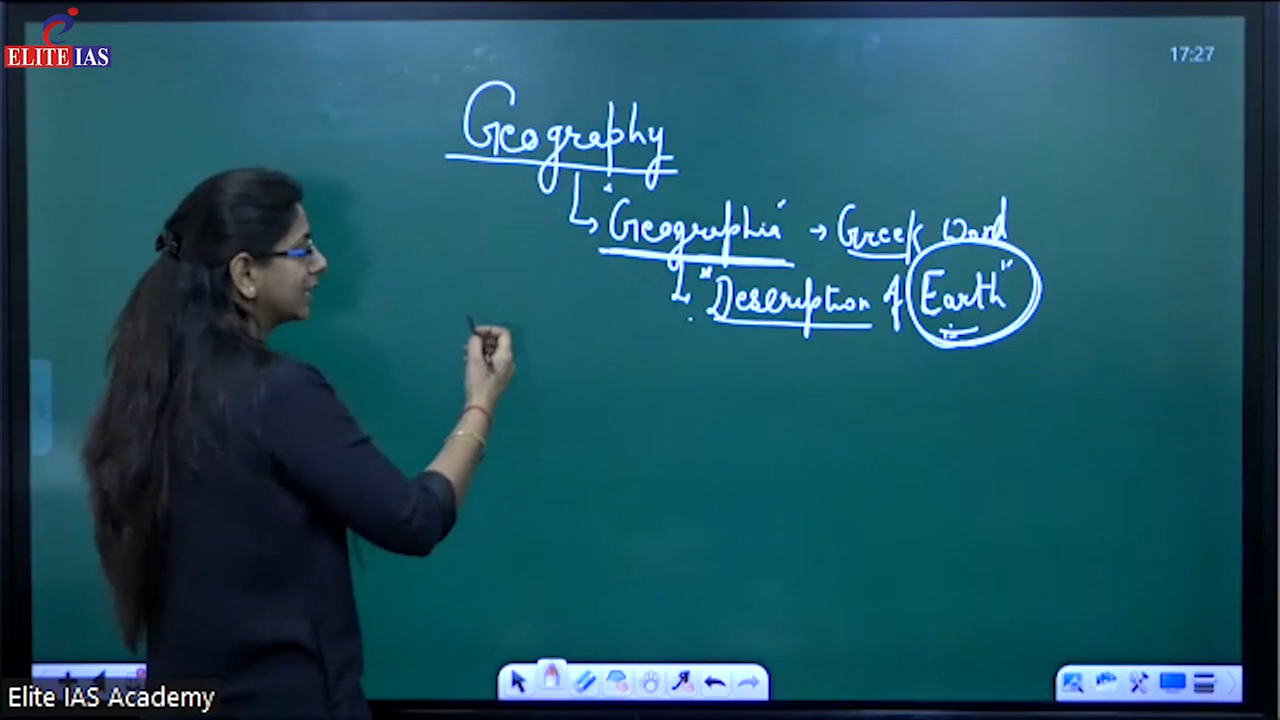 ELITE IAS
17:27
Geography
"Geographia" → Greek Word
"Description of Earth"
Elite IAS Academy